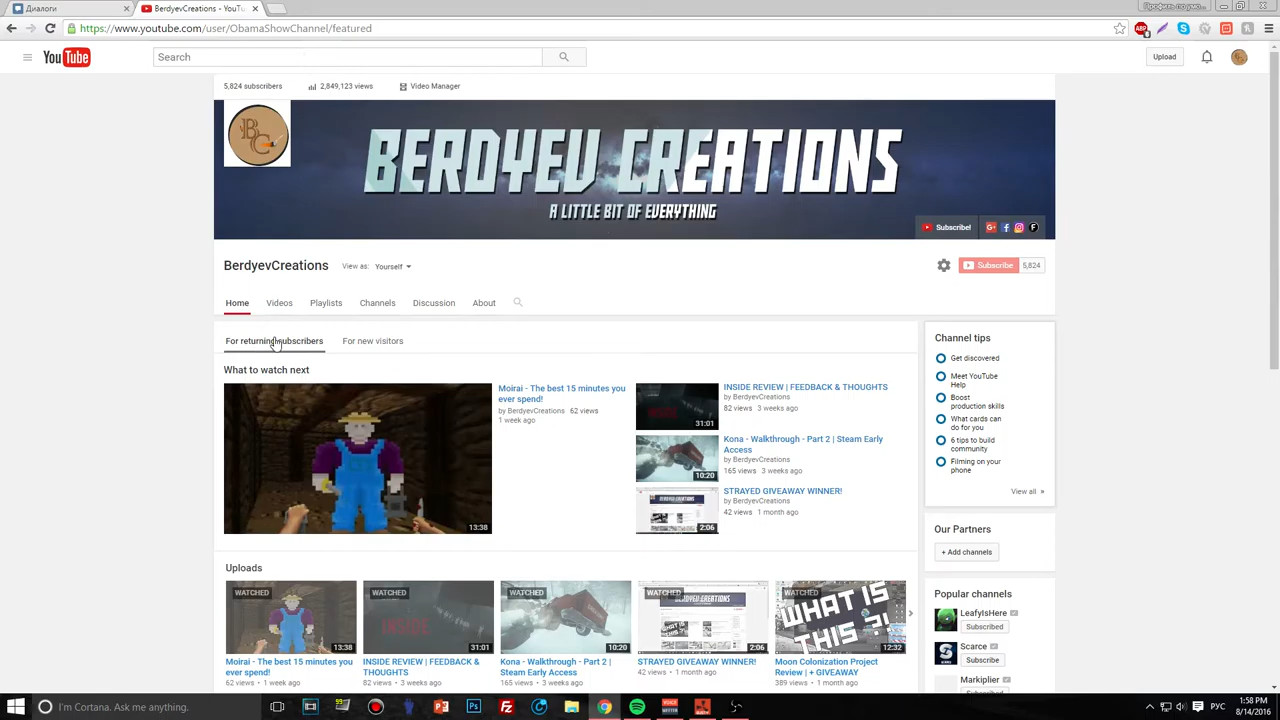 Диалоги
BerdyevCreations - YouTu
https://www.youtube.com/user/ObamaShowChannel/featured
You Tube
Search
Upload
5,824 subscribers
2,849,123 views
Video Manager
BERDYEV CREATIONS
A LITTLE BIT OF EVERYTHING
Subscribe!
BerdyevCreations
View as: Yourself
Subscribe 5,824
Home Videos Playlists Channels Discussion About
For returning subscribers
For new visitors
What to watch next
Moirai - The best 15 minutes you
ever spend!
by BerdyevCreations 62 views
1 week ago
13:38
INSIDE REVIEW | FEEDBACK & THOUGHTS
by BerdyevCreations
82 views 3 weeks ago
31:01
Kona - Walkthrough - Part 2 | Steam Early
Access
by BerdyevCreations
165 views 3 weeks ago
10:20
STRAYED GIVEAWAY WINNER!
by BerdyevCreations
42 views 1 month ago
2:06
Uploads
WATCHED
13:38
Moirai - The best 15 minutes you
ever spend!
62 views 1 week ago
WATCHED
31:01
INSIDE REVIEW | FEEDBACK &
THOUGHTS
82 views 3 weeks ago
WATCHED
10:20
Kona - Walkthrough - Part 2 |
Steam Early Access
165 views 3 weeks ago
WATCHED
2:06
STRAYED GIVEAWAY WINNER!
42 views 1 month ago
WATCHED
WHAT IS
THIS ?!
12:32
Moon Colonization Project
Review | + GIVEAWAY
389 views 1 month ago
Channel tips
Get discovered
Meet YouTube
Help
Boost
production skills
What cards can
do for you
6 tips to build
community
Filming on your
phone
View all »
Our Partners
+ Add channels
Popular channels
LeafyIsHere
Subscribed
Scarce
Subscribe
Markiplier
Subscribed
I'm Cortana. Ask me anything.
РУС
1:58 PM
8/14/2016